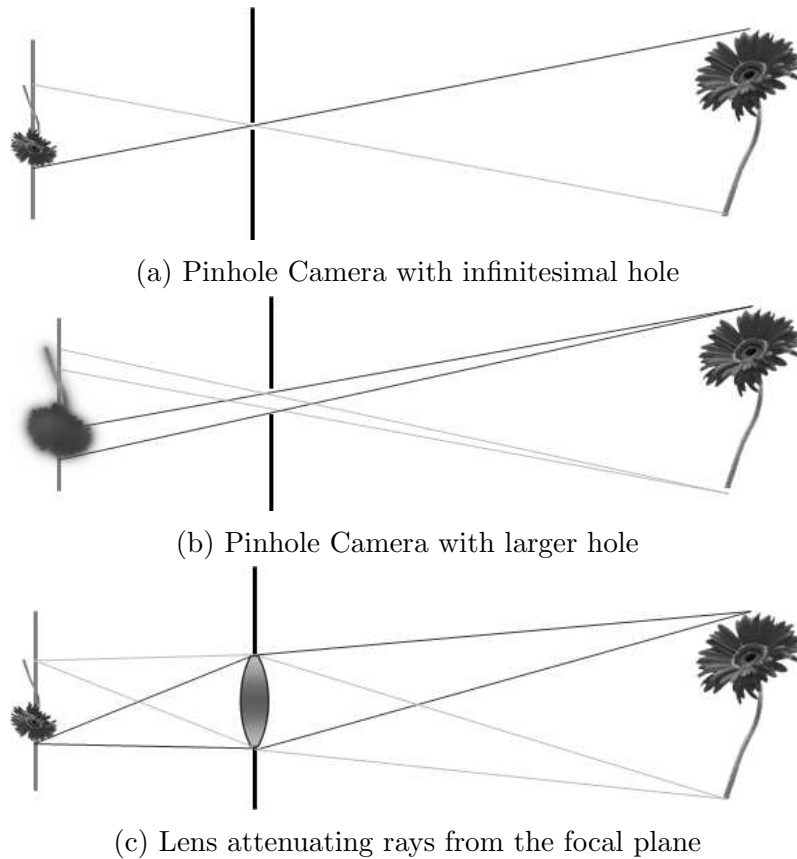 (a) Pinhole Camera with infinitesimal hole
(b) Pinhole Camera with larger hole
(c) Lens attenuating rays from the focal plane